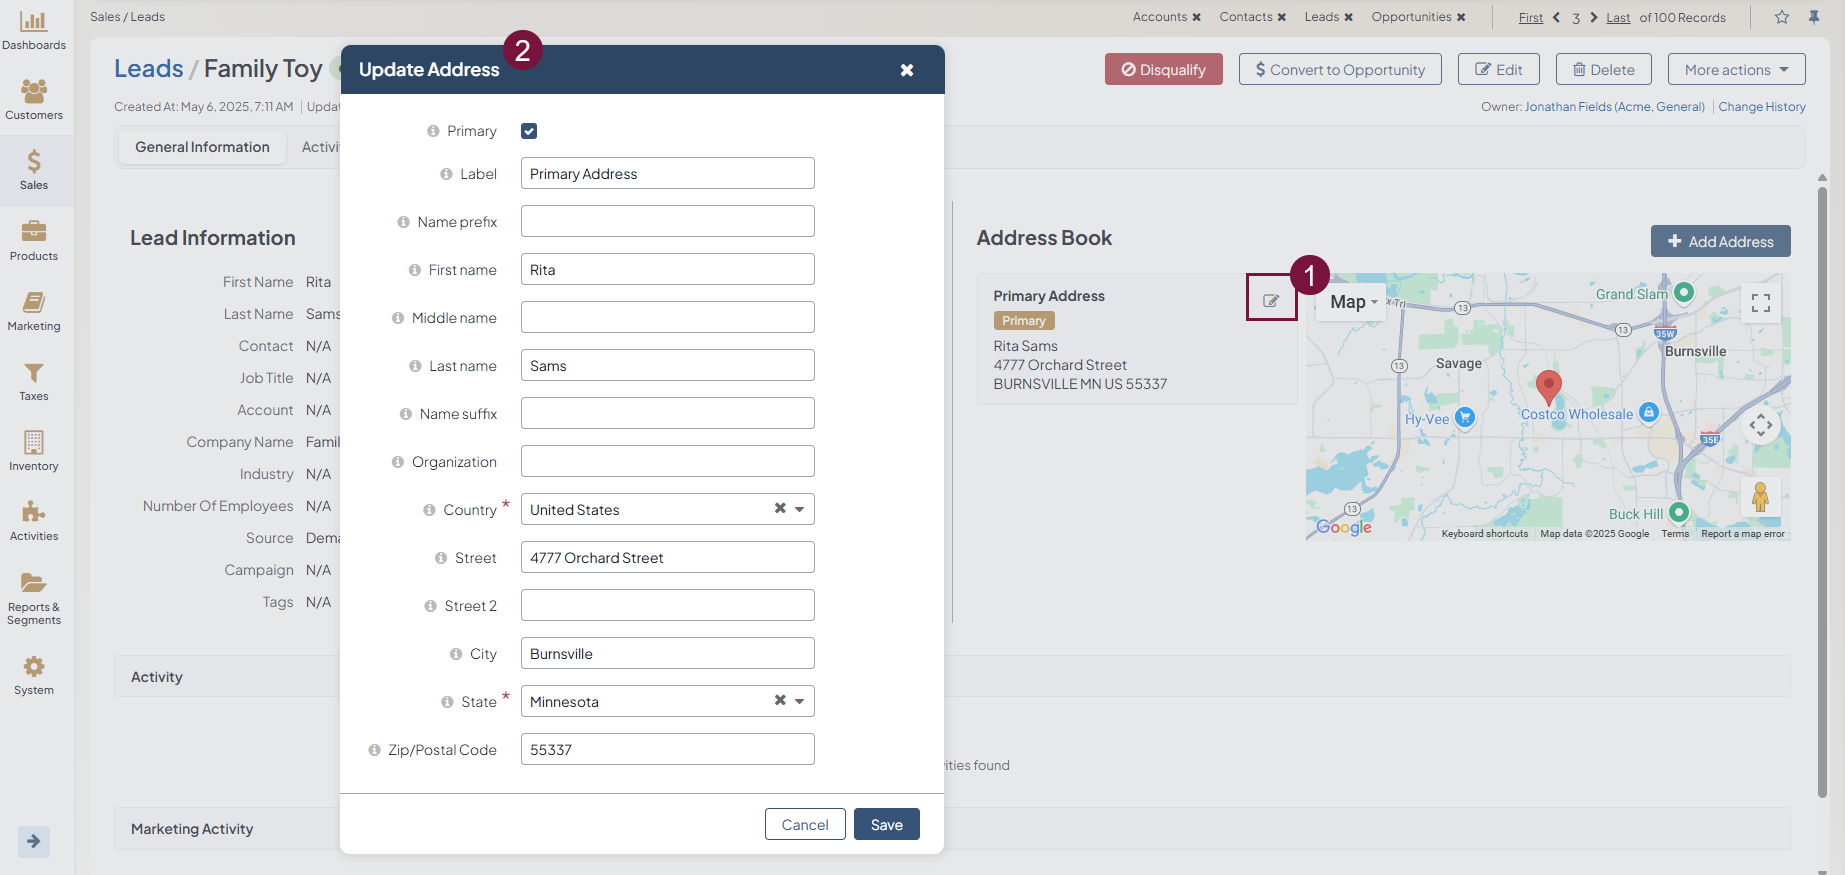 Dashboards
Customers
Sales
Products
Marketing
Taxes
Inventory
Activities
Reports &
Segments
System
Sales / Leads
Accounts ✖ Contacts ✖ Leads ✖ Opportunities ✖
First 3 Last of 100 Records
Leads / Family Toy
Disqualify
$ Convert to Opportunity
Edit
Delete
More actions
Created At: May 6, 2025, 7:11 AM
Owner: Jonathan Fields (Acme, General) | Change History
General Information
Lead Information
First Name Rita
Last Name Sams
Contact N/A
Job Title N/A
Account N/A
Company Name
Industry N/A
Number Of Employees N/A
Source
Campaign N/A
Tags N/A
Activity
Marketing Activity
2
Update Address
Primary
Label Primary Address
Name prefix
First name Rita
Middle name
Last name Sams
Name suffix
Organization
Country * United States
Street 4777 Orchard Street
Street 2
City Burnsville
State * Minnesota
Zip/Postal Code 55337
Cancel Save
found
Address Book
+ Add Address
1
Primary Address
Primary
Rita Sams
4777 Orchard Street
BURNSVILLE MN US 55337
Map
Grand Slam
13
13
35W
Burnsville
13
Savage
Hy-Vee
Costco Wholesale
35E
13
Buck Hill
Google
Keyboard shortcuts Map data ©2025 Google Terms Report a map error